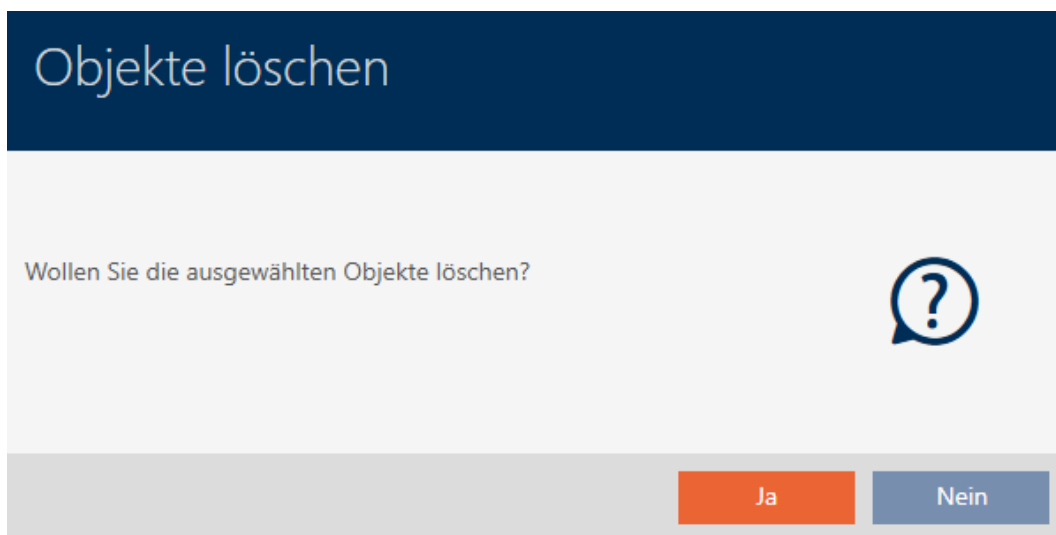 Objekte löschen
Wollen Sie die ausgewählten Objekte löschen?
?
Ja
Nein